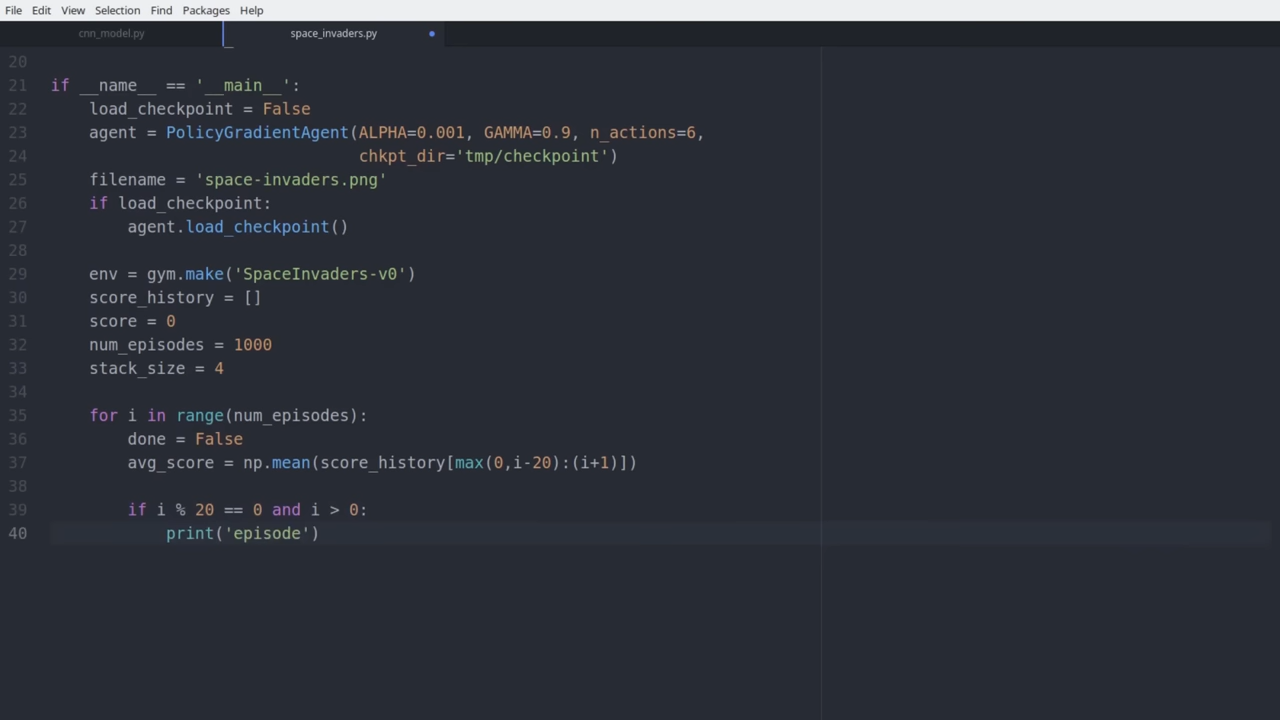 File Edit View Selection Find Packages Help
cnn_model.py space_invaders.py
20
21 if __name__ == '__main__':
22     load_checkpoint = False
23     agent = PolicyGradientAgent(ALPHA=0.001, GAMMA=0.9, n_actions=6,
24                                 chkpt_dir='tmp/checkpoint')
25     filename = 'space-invaders.png'
26     if load_checkpoint:
27         agent.load_checkpoint()
28
29     env = gym.make('SpaceInvaders-v0')
30     score_history = []
31     score = 0
32     num_episodes = 1000
33     stack_size = 4
34
35     for i in range(num_episodes):
36         done = False
37         avg_score = np.mean(score_history[max(0,i-20):(i+1)])
38
39         if i % 20 == 0 and i > 0:
40             print('episode')